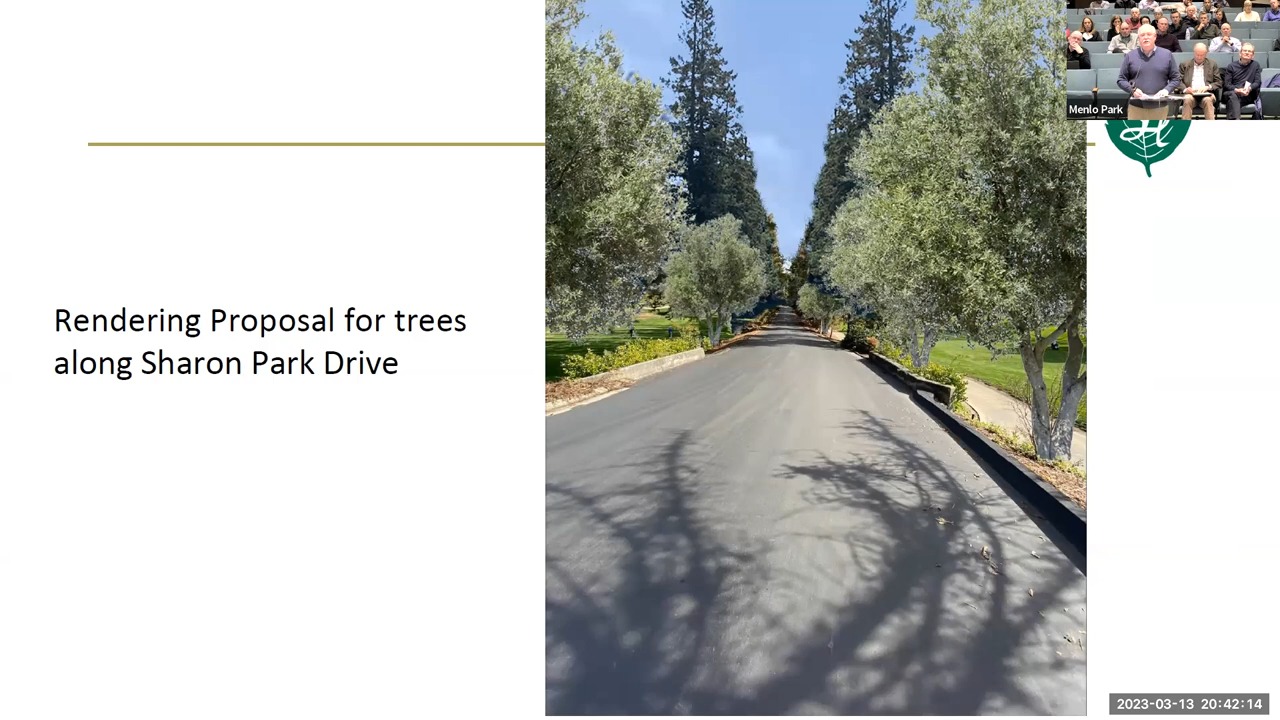 Menlo Park
Rendering Proposal for trees
along Sharon Park Drive
2023-03-13 20:42:14